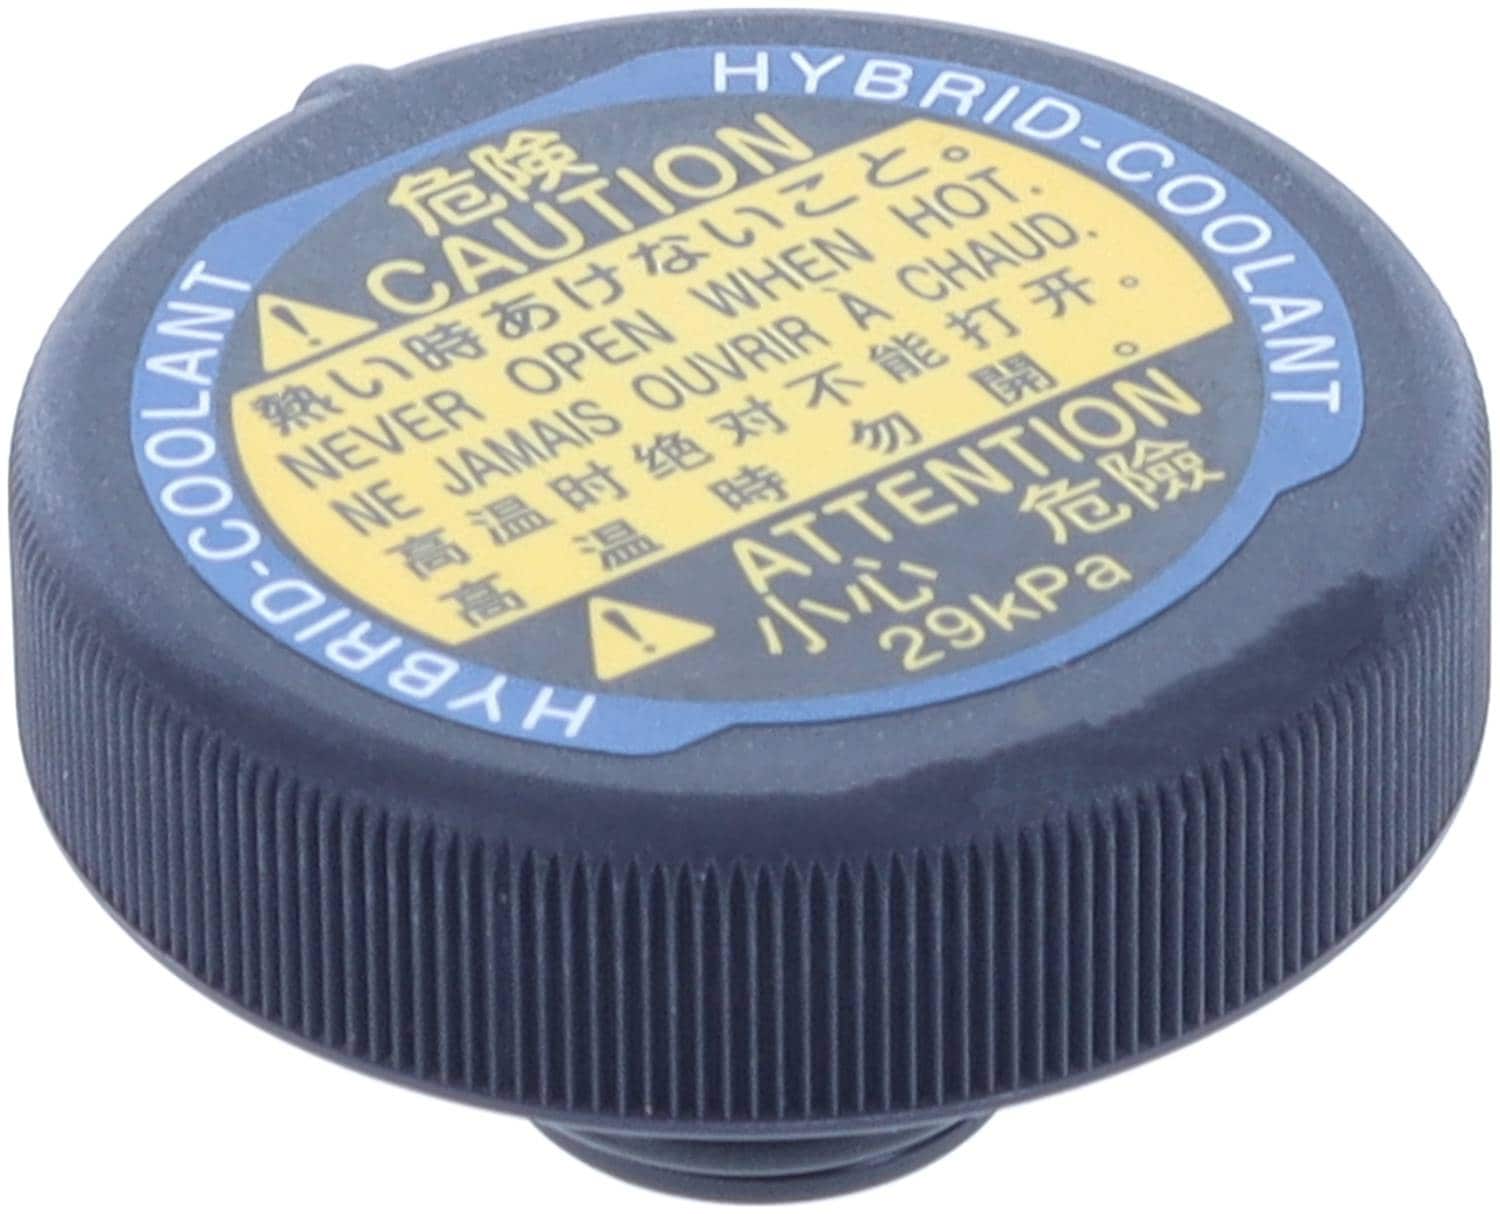 HYBRID-COOLANT
危険
CAUTION
熱い時あけないこと。
NEVER OPEN WHEN HOT.
NE JAMAIS OUVRIR À CHAUD.
高温时绝对不能打开。
高温時勿開。
ATTENTION
小心 危險
29kPa
HYBRID-COOLANT